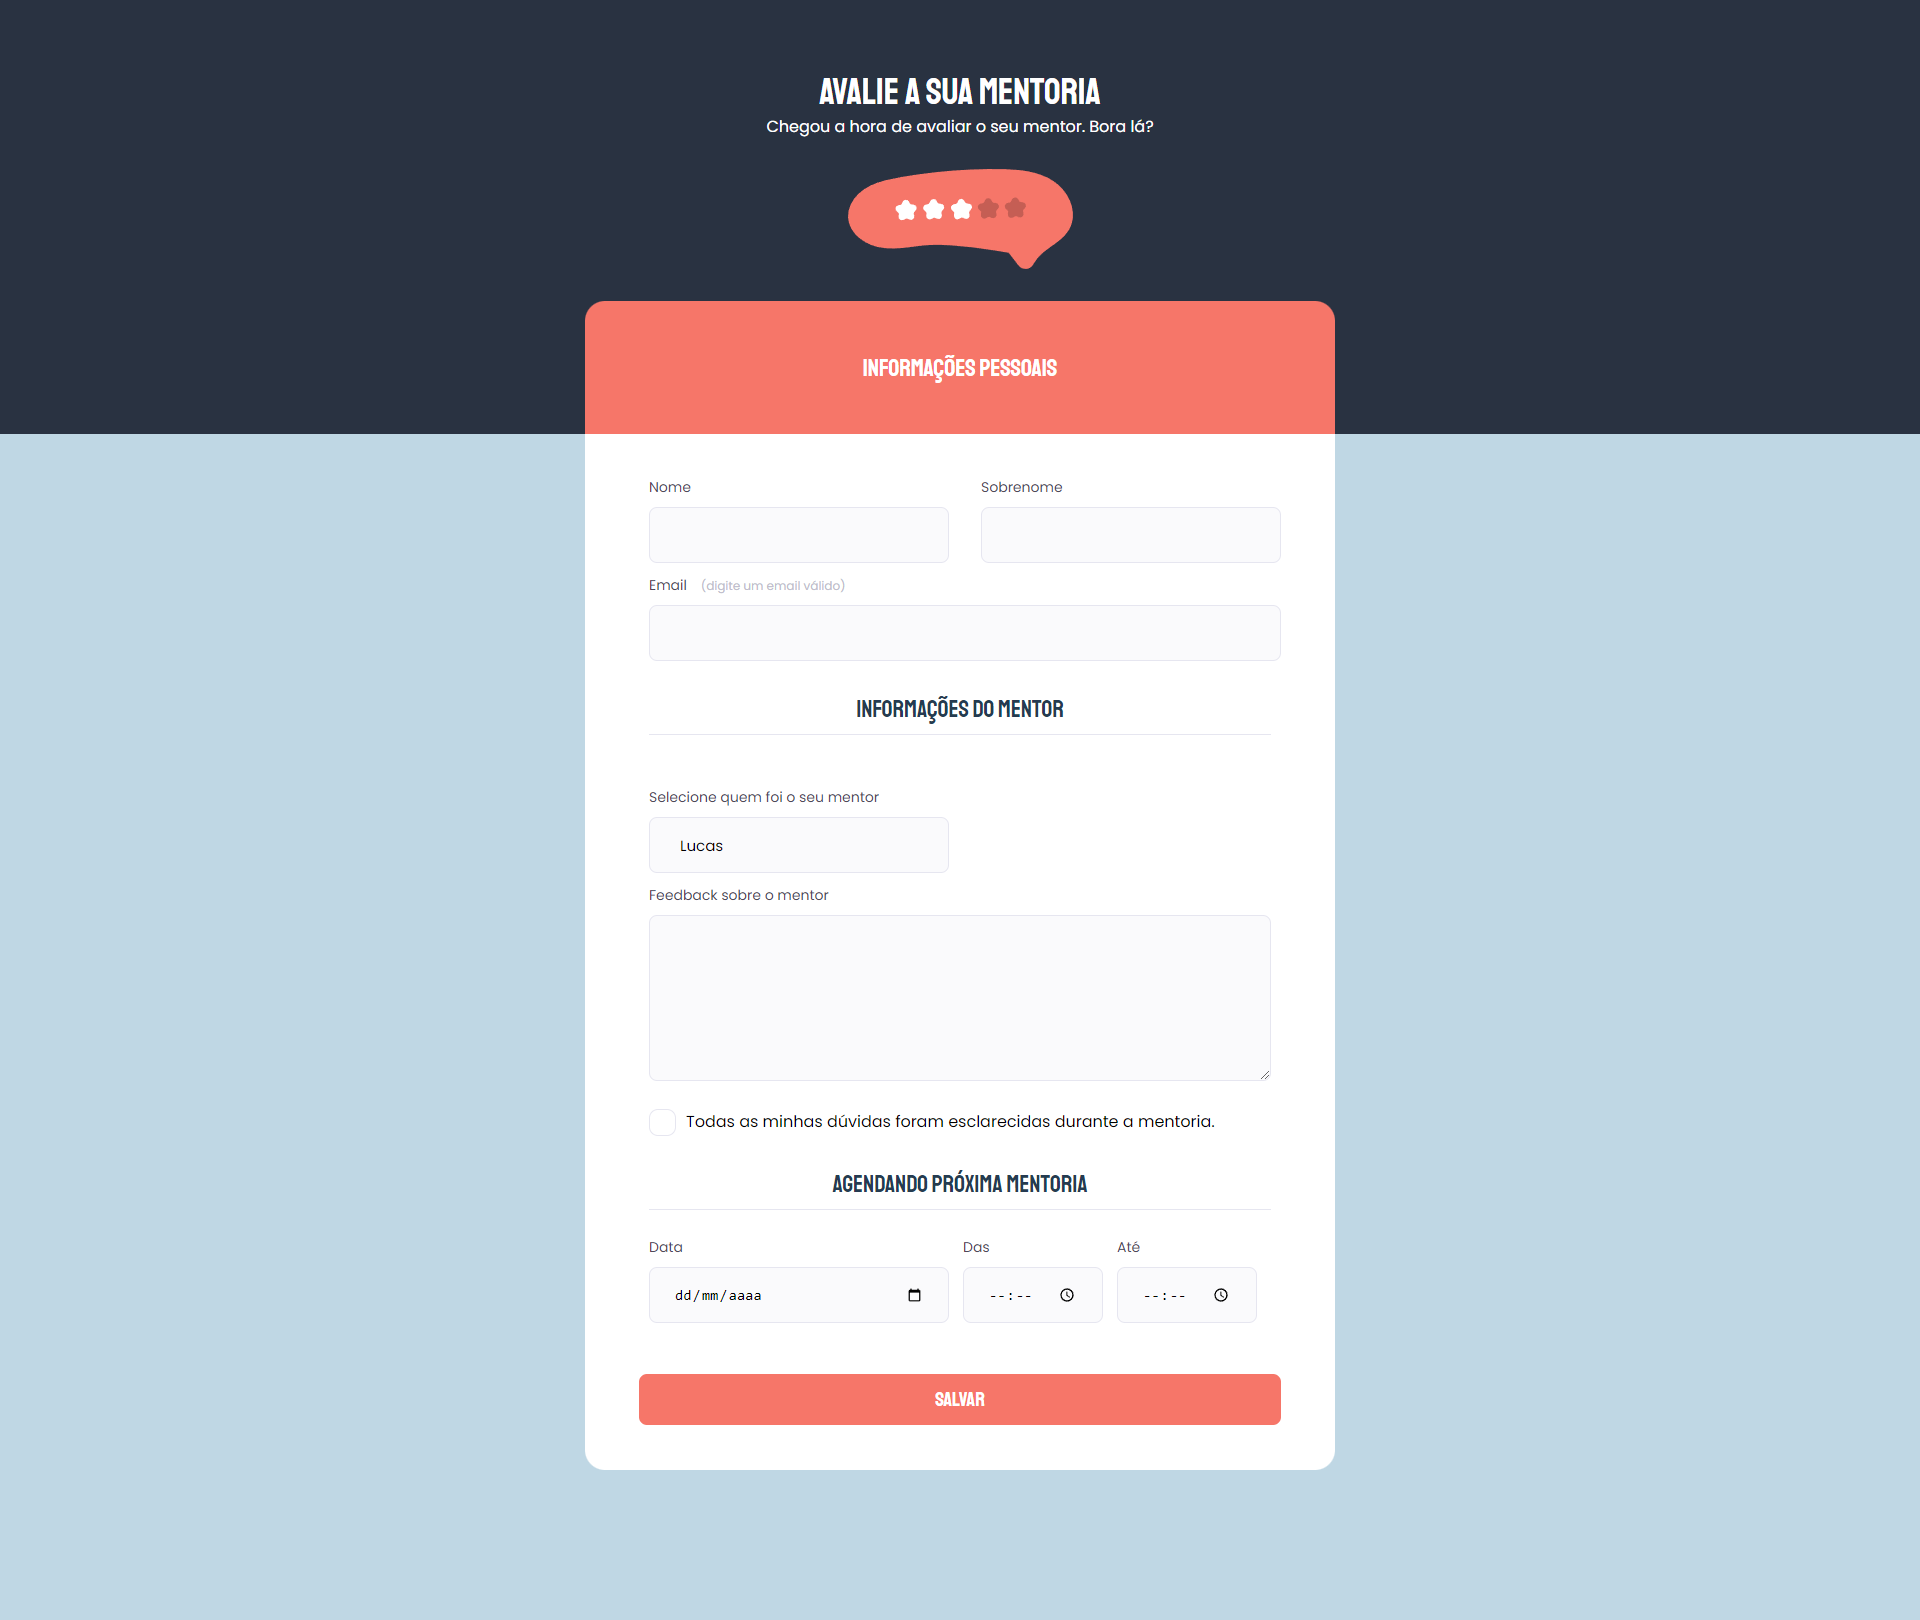 AVALIE A SUA MENTORIA
Chegou a hora de avaliar o seu mentor. Bora lá?
INFORMAÇÕES PESSOAIS
Nome
Sobrenome
Email (digite um email válido)
INFORMAÇÕES DO MENTOR
Selecione quem foi o seu mentor
Lucas
Feedback sobre o mentor
Todas as minhas dúvidas foram esclarecidas durante a mentoria.
AGENDANDO PRÓXIMA MENTORIA
Data
Das
Até
dd/mm/aaaa
--:--
--:--
SALVAR